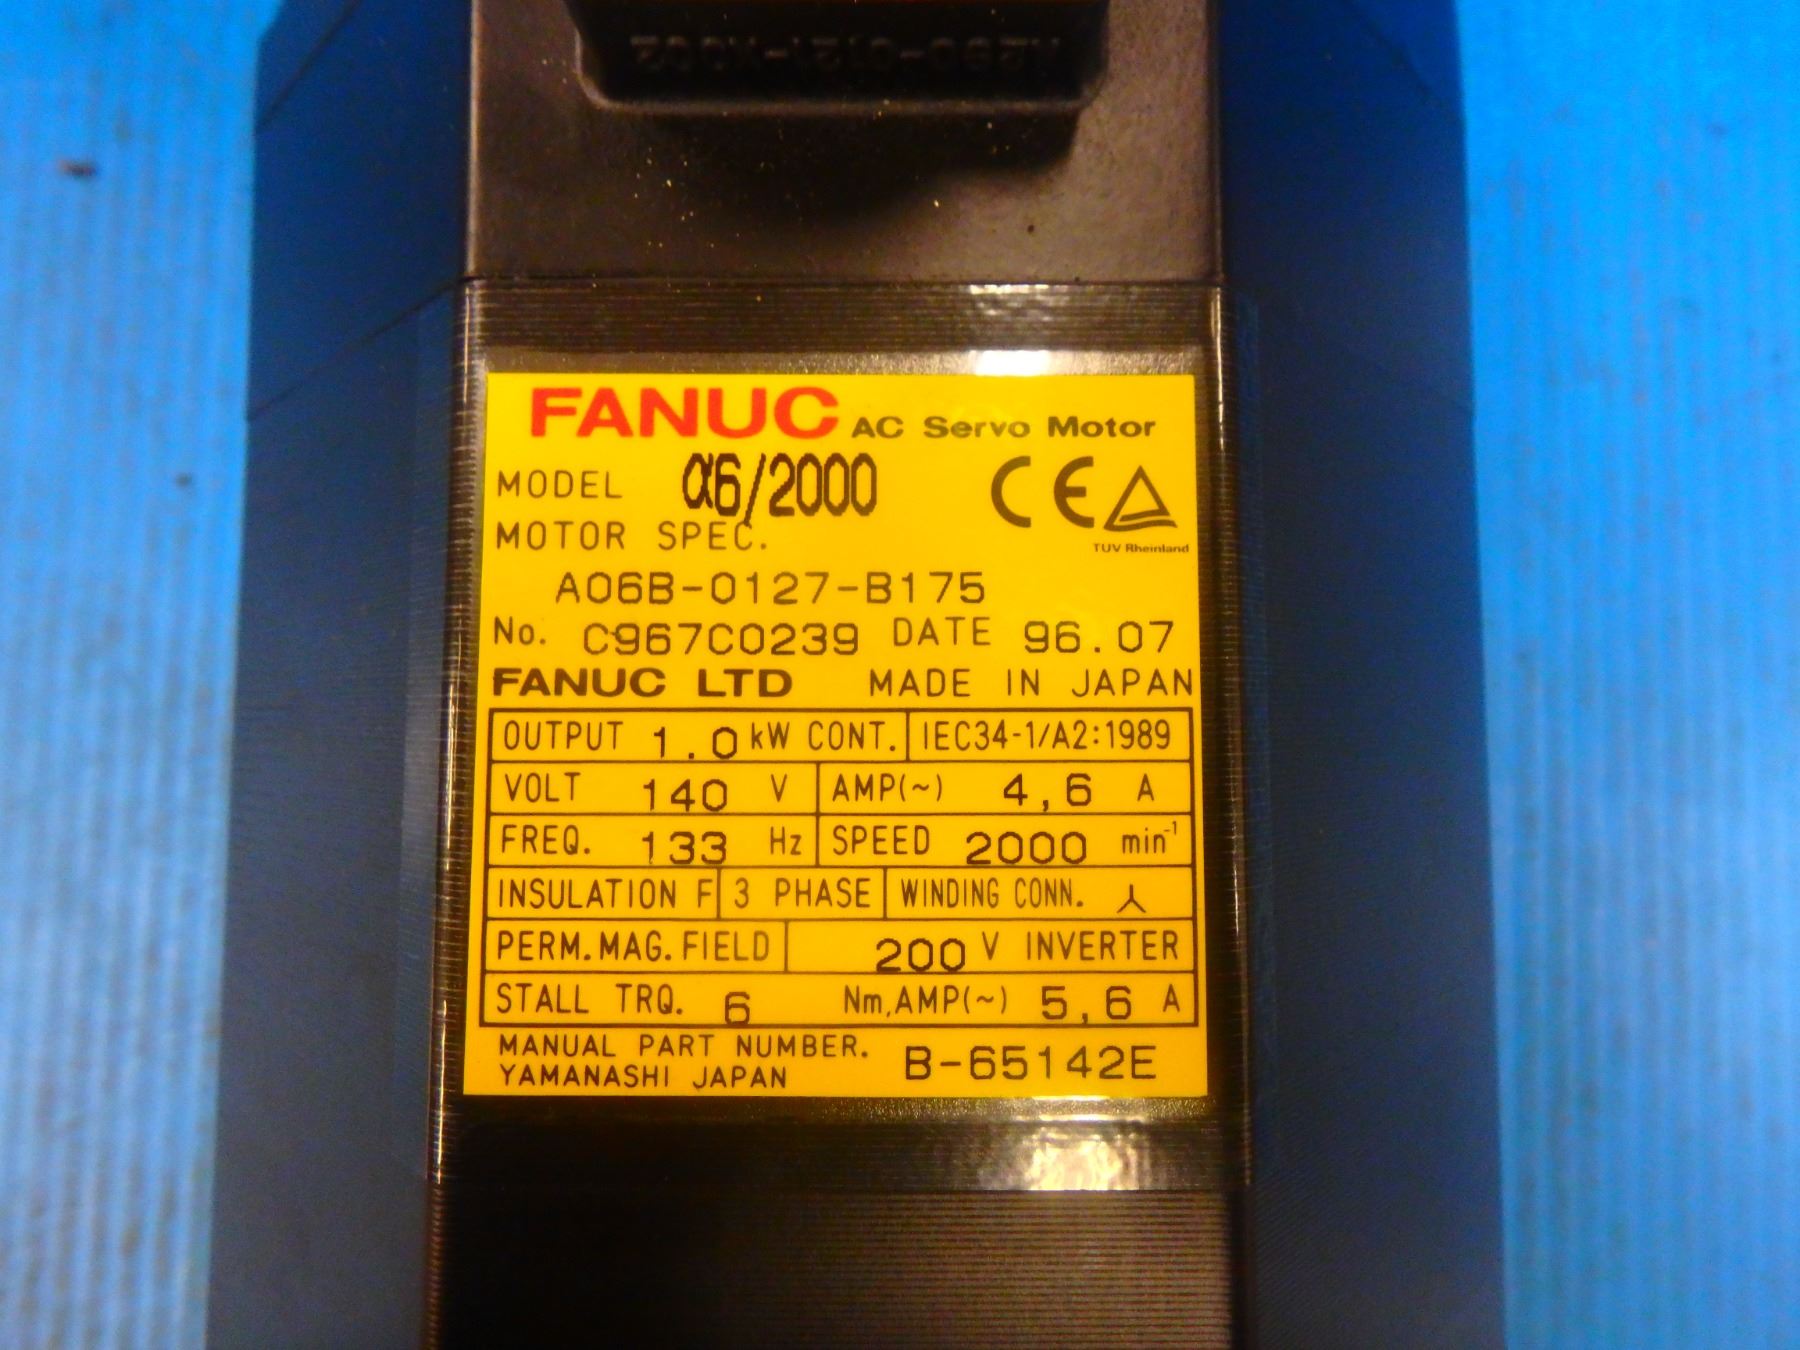 FANUC AC Servo Motor
MODEL α6/2000 CE
MOTOR SPEC.
TUV Rheinland
A06B-0127-B175
No. C967C0239 DATE 96.07
FANUC LTD MADE IN JAPAN
OUTPUT 1.0 kW CONT. IEC34-1/A2:1989
VOLT 140 V AMP(~) 4,6 A
FREQ. 133 Hz SPEED 2000 min⁻¹
INSULATION F 3 PHASE WINDING CONN. ⅄
PERM.MAG.FIELD 200 V INVERTER
STALL TRQ. 6 Nm,AMP(~) 5,6 A
MANUAL PART NUMBER. B-65142E
YAMANASHI JAPAN